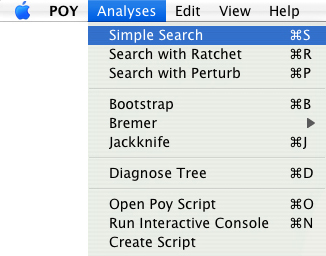 POY Analyses Edit View Help
Simple Search ⌘S
Search with Ratchet ⌘R
Search with Perturb ⌘P
Bootstrap ⌘B
Bremer
Jackknife ⌘J
Diagnose Tree ⌘D
Open Poy Script ⌘O
Run Interactive Console ⌘N
Create Script